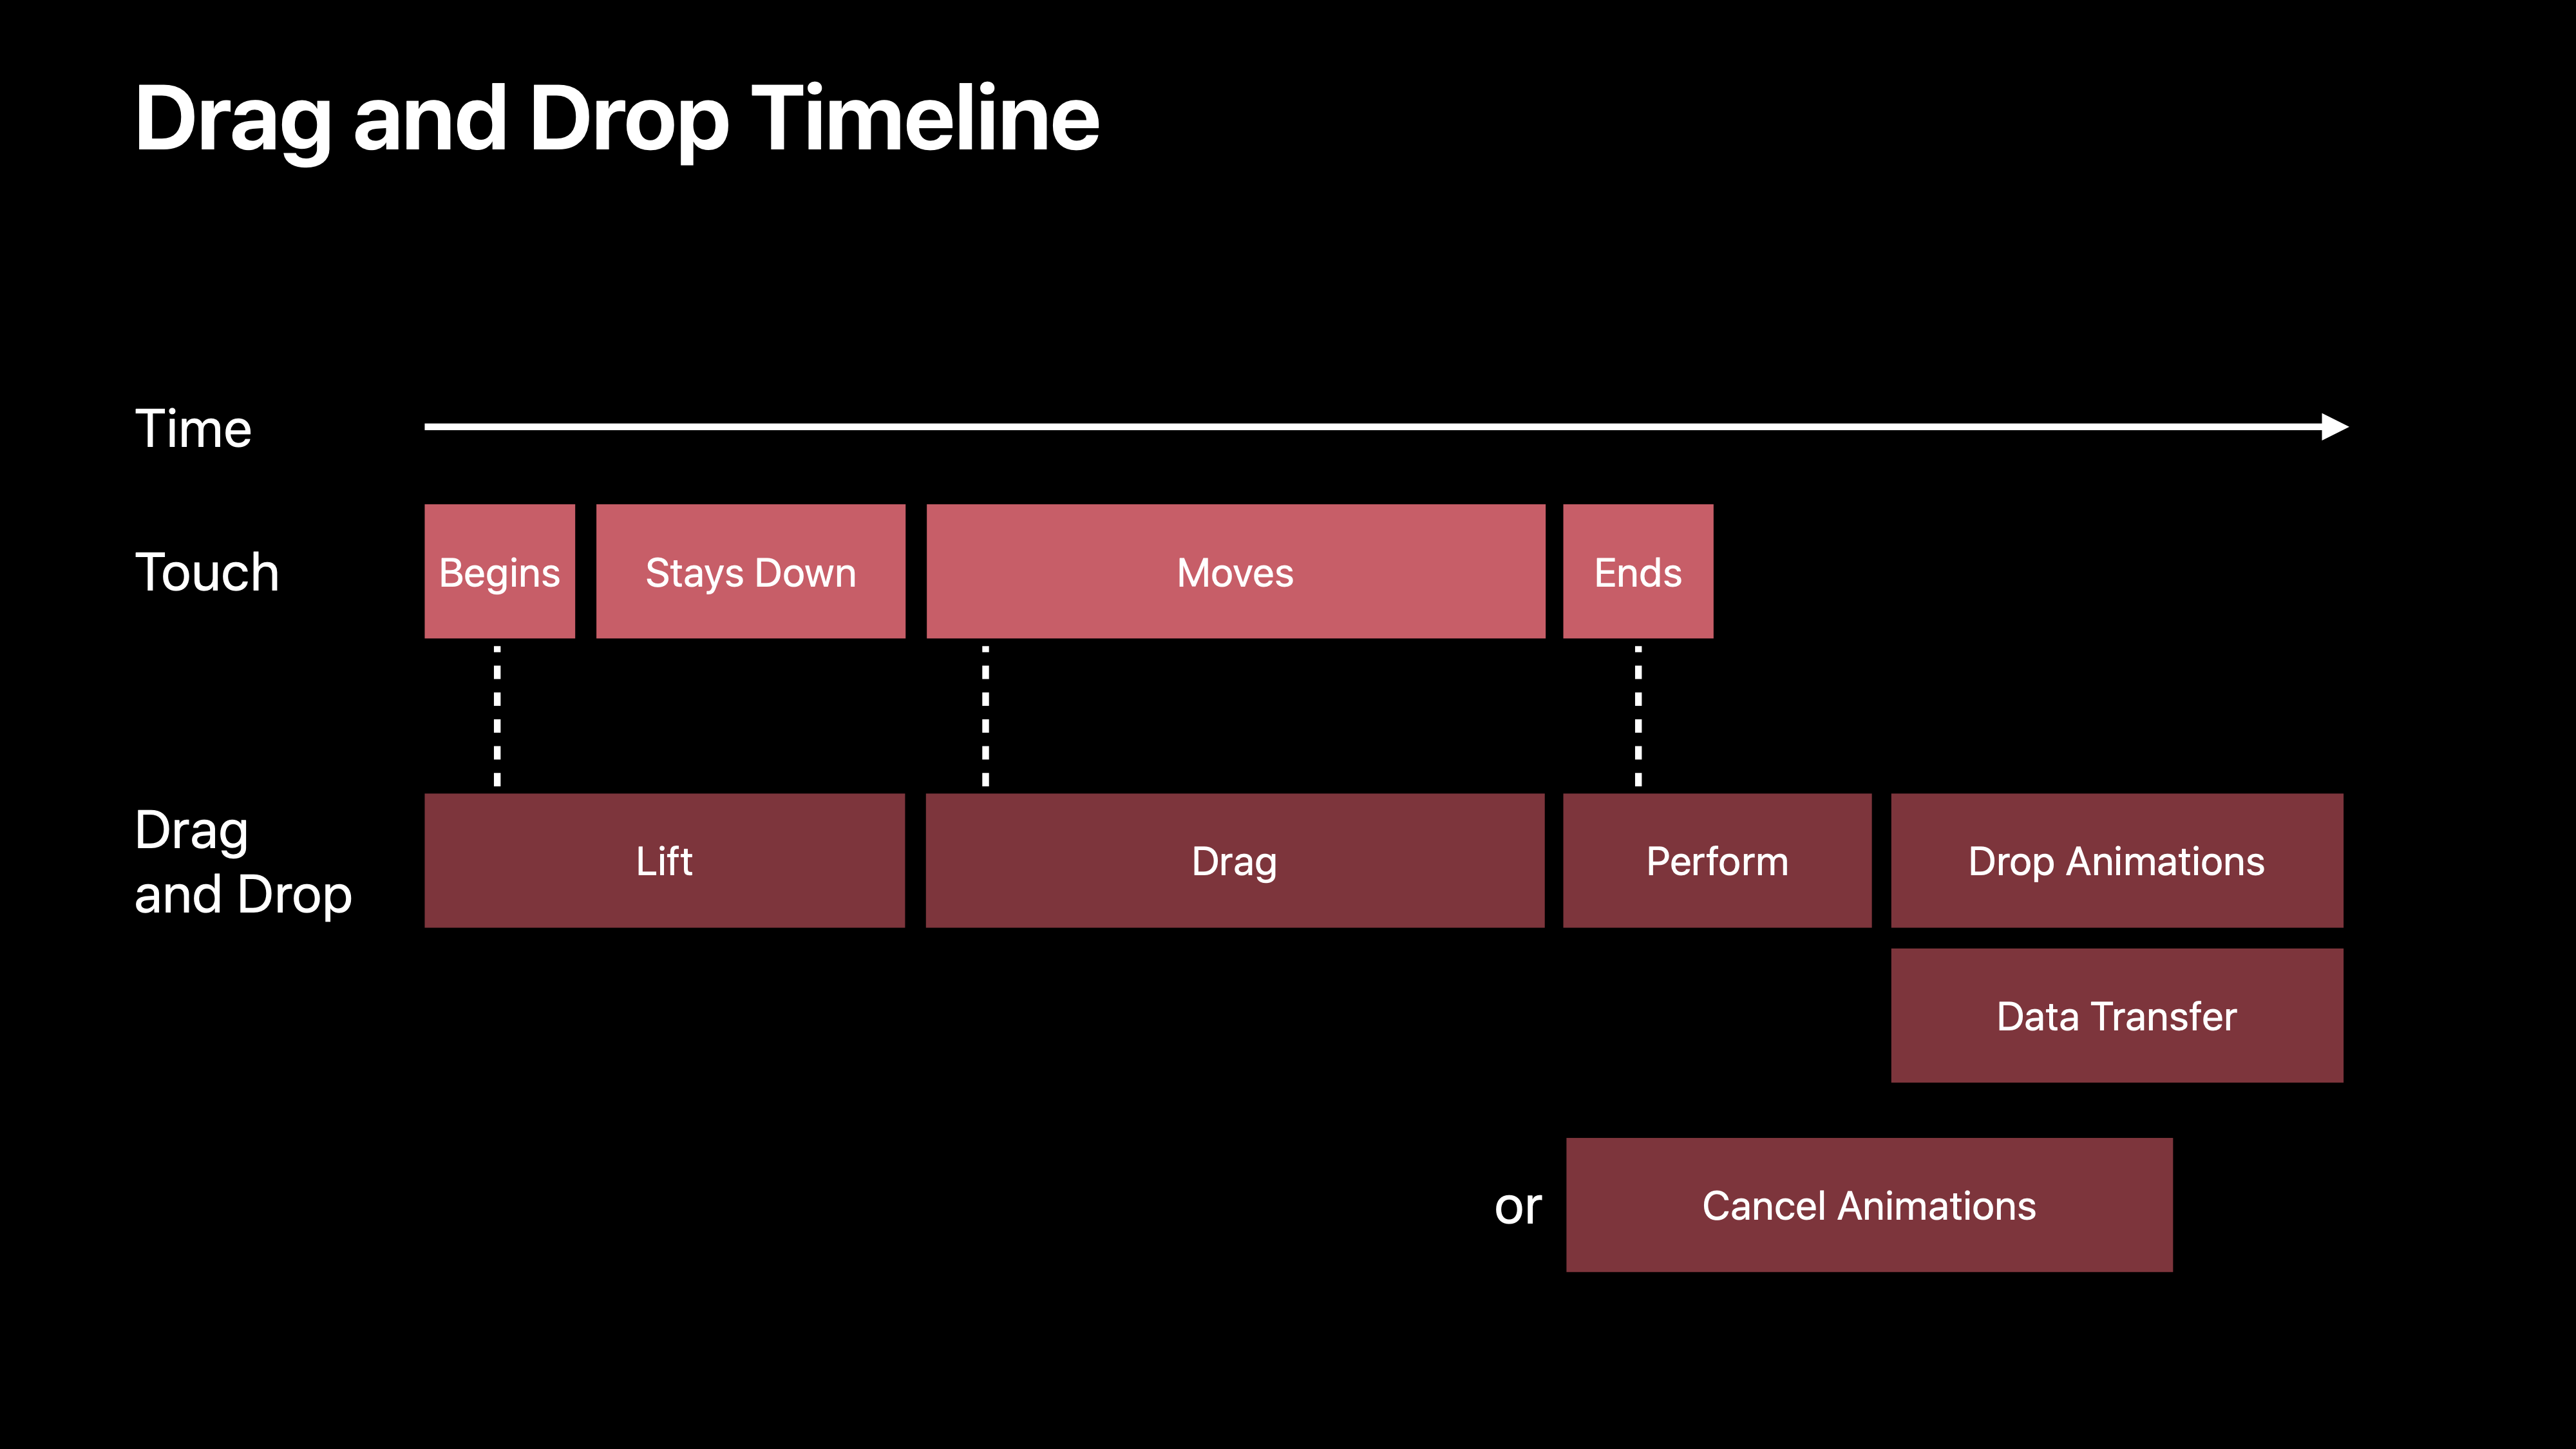 Drag and Drop Timeline
Time
Touch
Begins
Stays Down
Moves
Ends
Drag
and Drop
Lift
Drag
Perform
Drop Animations
Data Transfer
or
Cancel Animations